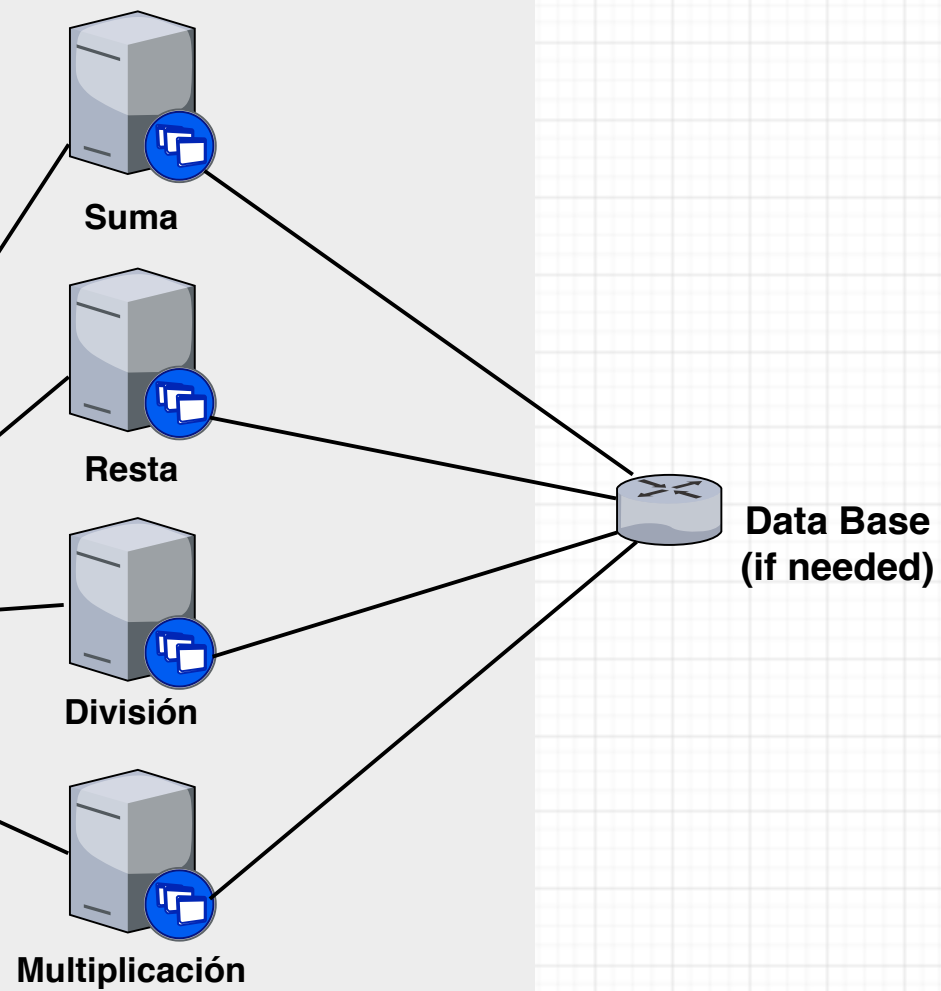 Suma
Resta
Data Base
(if needed)
División
Multiplicación